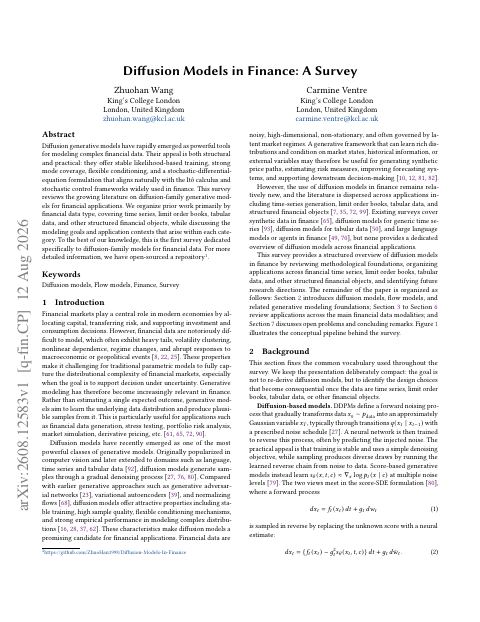 Diffusion Models in Finance: A Survey
Zhuohan Wang
King's College London
London, United Kingdom
zhuohan.wang@kcl.ac.uk
Carmine Ventre
King's College London
London, United Kingdom
carmine.ventre@kcl.ac.uk
arXiv:2608.12583v1 [q-fin.CP] 12 Aug 2026
Abstract
Diffusion generative models have rapidly emerged as powerful tools
for modeling complex financial data. Their appeal is both structural
and practical: they offer stable likelihood-based training, strong
mode coverage, flexible conditioning, and a stochastic-differential-
equation formulation that aligns naturally with the Itô calculus and
stochastic control frameworks widely used in finance. This survey
reviews the growing literature on diffusion-family generative mod-
els for financial applications. We organize prior work primarily by
financial data type, covering time series, limit order books, tabular
data, and other structured financial objects, while discussing the
modeling goals and application contexts that arise within each cate-
gory. To the best of our knowledge, this is the first survey dedicated
specifically to diffusion-family models for financial data. For more
detailed information, we have open-sourced a repository¹.
Keywords
Diffusion models, Flow models, Finance, Survey
1 Introduction
Financial markets play a central role in modern economies by al-
locating capital, transferring risk, and supporting investment and
consumption decisions. However, financial data are notoriously dif-
ficult to model, which often exhibit heavy tails, volatility clustering,
nonlinear dependence, regime changes, and abrupt responses to
macroeconomic or geopolitical events [8, 22, 25]. These properties
make it challenging for traditional parametric models to fully cap-
ture the distributional complexity of financial markets, especially
when the goal is to support decision under uncertainty. Generative
modeling has therefore become increasingly relevant in finance.
Rather than estimating a single expected outcome, generative mod-
els aim to learn the underlying data distribution and produce plausi-
ble samples from it. This is particularly useful for applications such
as financial data generation, stress testing, portfolio risk analysis,
market simulation, derivative pricing, etc. [61, 65, 72, 90].
Diffusion models have recently emerged as one of the most
powerful classes of generative models. Originally popularized in
computer vision and later extended to domains such as language,
time series and tabular data [92], diffusion models generate sam-
ples through a gradual denoising process [27, 76, 80]. Compared
with earlier generative approaches such as generative adversar-
ial networks [23], variational autoencoders [39], and normalizing
flows [68], diffusion models offer attractive properties including sta-
ble training, high sample quality, flexible conditioning mechanisms,
and strong empirical performance in modeling complex distribu-
tions [16, 28, 37, 62]. These characteristics make diffusion models a
promising candidate for financial applications. Financial data are
¹https://github.com/ZhuoHan1999/Diffusion-Models-In-Finance
noisy, high-dimensional, non-stationary, and often governed by la-
tent market regimes. A generative framework that can learn rich dis-
tributions and condition on market states, historical information, or
external variables may therefore be useful for generating synthetic
price paths, estimating risk measures, improving forecasting sys-
tems, and supporting downstream decision-making [10, 12, 81, 82].
However, the use of diffusion models in finance remains rela-
tively new, and the literature is dispersed across applications in-
cluding time-series generation, limit order books, tabular data, and
structured financial objects [7, 35, 72, 99]. Existing surveys cover
synthetic data in finance [65], diffusion models for generic time se-
ries [93], diffusion models for tabular data [50], and large language
models or agents in finance [49, 70], but none provides a dedicated
overview of diffusion models across financial applications.
This survey provides a structured overview of diffusion models
in finance by reviewing methodological foundations, organizing
applications across financial time series, limit order books, tabular
data, and other structured financial objects, and identifying future
research directions. The remainder of the paper is organized as
follows: Section 2 introduces diffusion models, flow models, and
related generative modeling foundations; Section 3 to Section 6
review applications across the main financial data modalities; and
Section 7 discusses open problems and concluding remarks. Figure 1
illustrates the conceptual pipeline behind the survey.
2 Background
This section fixes the common vocabulary used throughout the
survey. We keep the presentation deliberately compact: the goal is
not to re-derive diffusion models, but to identify the design choices
that become consequential once the data are time series, limit order
books, tabular data, or other financial objects.
Diffusion-based models. DDPMs define a forward noising pro-
cess that gradually transforms data x₀ ∼ p_data into an approximately
Gaussian variable x_T, typically through transitions q(x_t | x_{t−1}) with
a prescribed noise schedule [27]. A neural network is then trained
to reverse this process, often by predicting the injected noise. The
practical appeal is that training is stable and uses a simple denoising
objective, while sampling produces diverse draws by running the
learned reverse chain from noise to data. Score-based generative
models instead learn s_θ(x, t) ≈ ∇_x log p_t(x) at multiple noise
levels [79]. The two views meet in the score-SDE formulation [80],
where a forward process
dx_t = f_t(x_t) dt + g_t dw_t (1)
is sampled in reverse by replacing the unknown score with a neural
estimate:
dx_t = {f_t(x_t) − g_t² s_θ(x_t, t, c)} dt + g_t dw̄_t. (2)